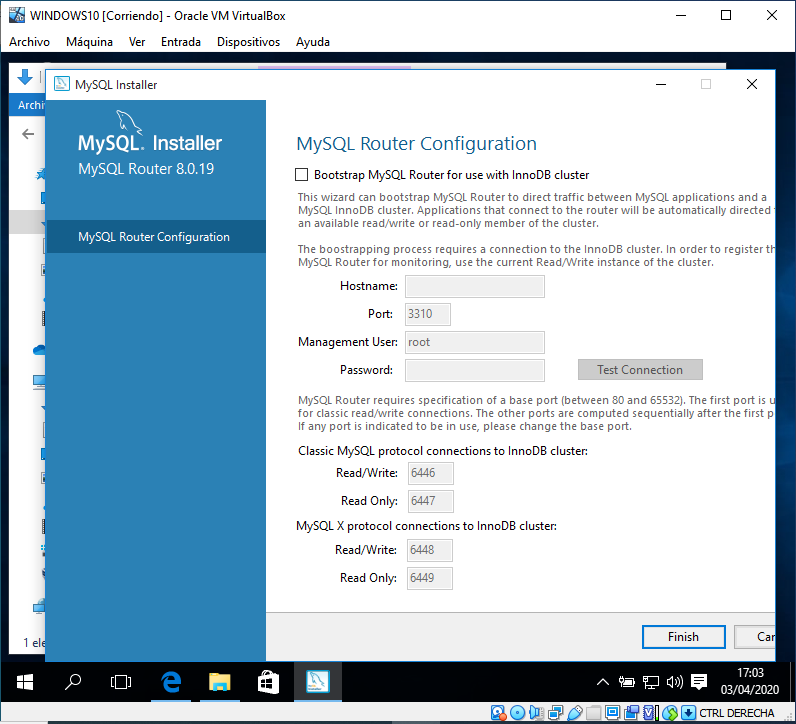 WINDOWS10 [Corriendo] - Oracle VM VirtualBox
Archivo Máquina Ver Entrada Dispositivos Ayuda
MySQL Installer
Archi
MySQL. Installer
MySQL Router 8.0.19
MySQL Router Configuration
MySQL Router Configuration
Bootstrap MySQL Router for use with InnoDB cluster
This wizard can bootstrap MySQL Router to direct traffic between MySQL applications and a
MySQL InnoDB cluster. Applications that connect to the router will be automatically directed
an available read/write or read-only member of the cluster.
The boostrapping process requires a connection to the InnoDB cluster. In order to register th
MySQL Router for monitoring, use the current Read/Write instance of the cluster.
Hostname:
Port: 3310
Management User: root
Password:
Test Connection
MySQL Router requires specification of a base port (between 80 and 65532). The first port is u
for classic read/write connections. The other ports are computed sequentially after the first p
If any port is indicated to be in use, please change the base port.
Classic MySQL protocol connections to InnoDB cluster:
Read/Write: 6446
Read Only: 6447
MySQL X protocol connections to InnoDB cluster:
Read/Write: 6448
Read Only: 6449
1 ele
Finish
Can
17:03
03/04/2020
CTRL DERECHA